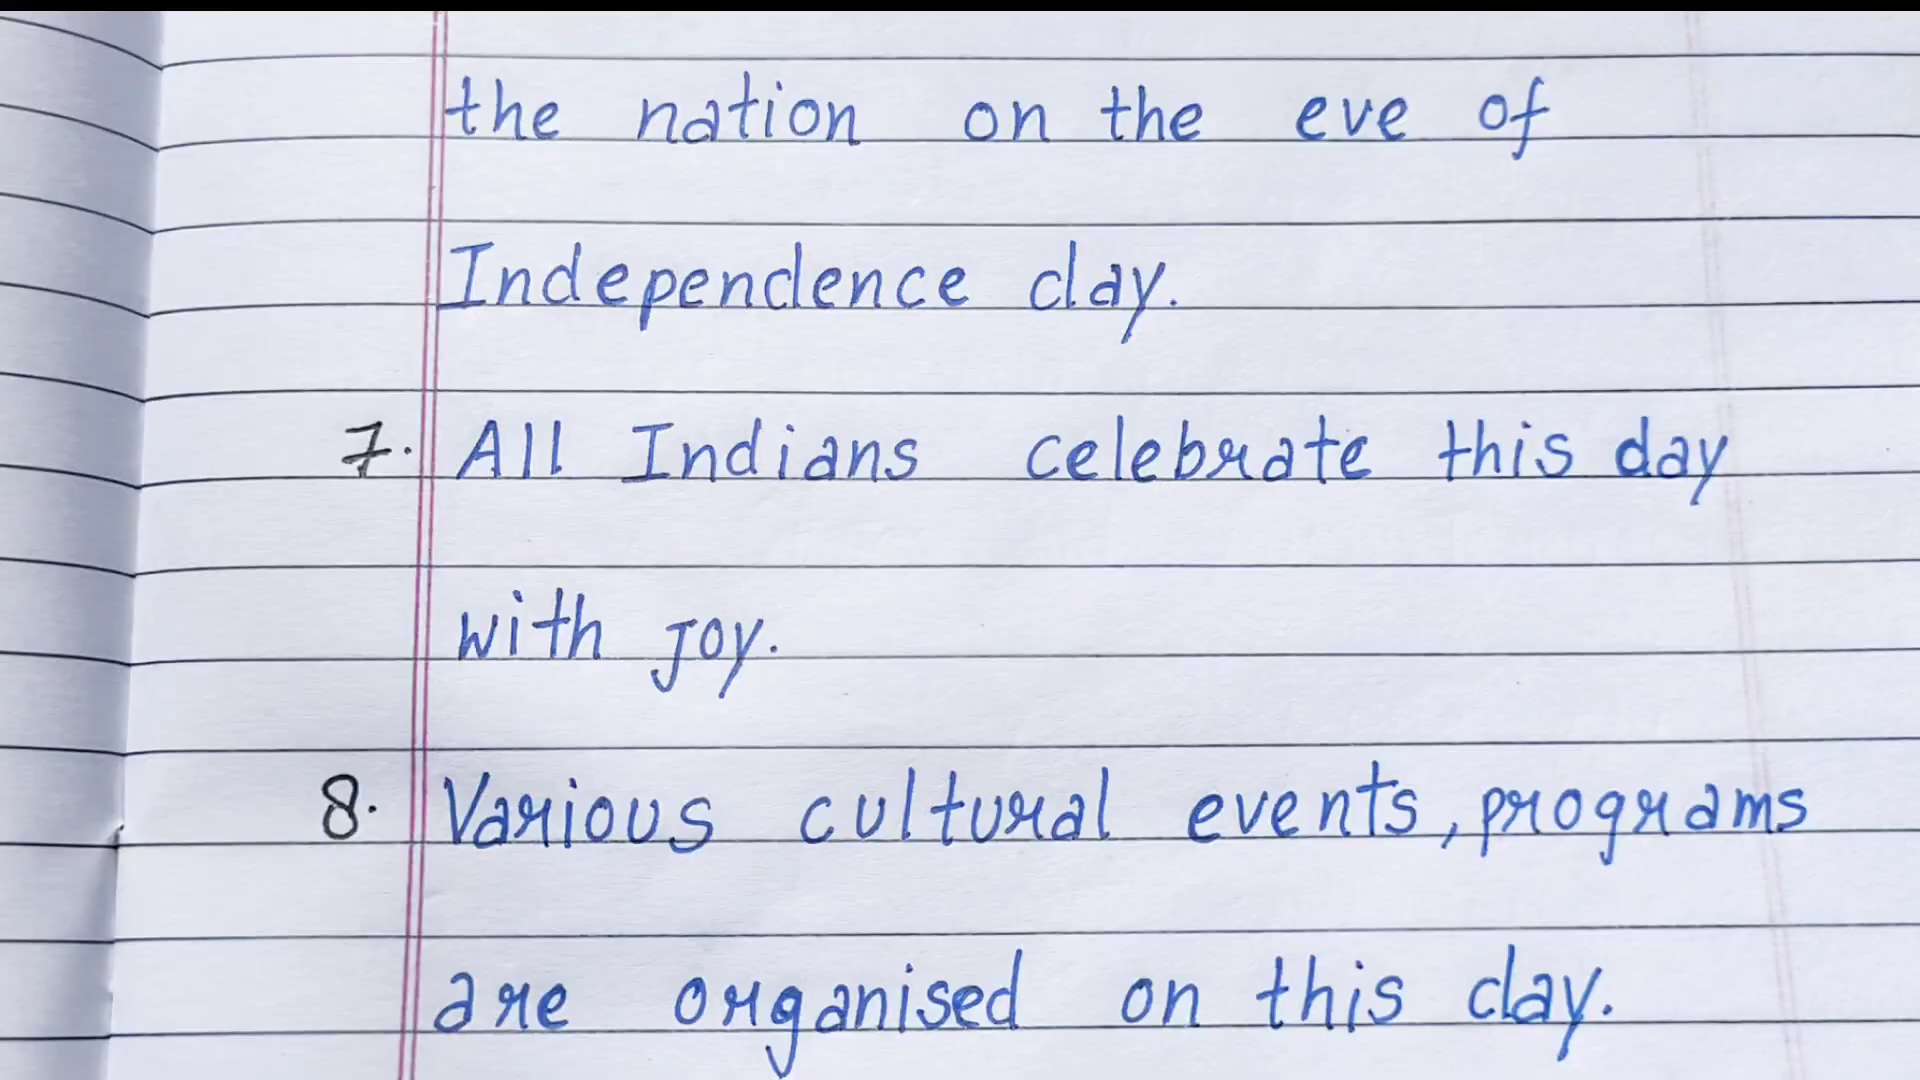 the nation on the eve of
Independence day.
7. All Indians celebrate this day
with joy.
8. Various cultural events, programs
are organised on this day.